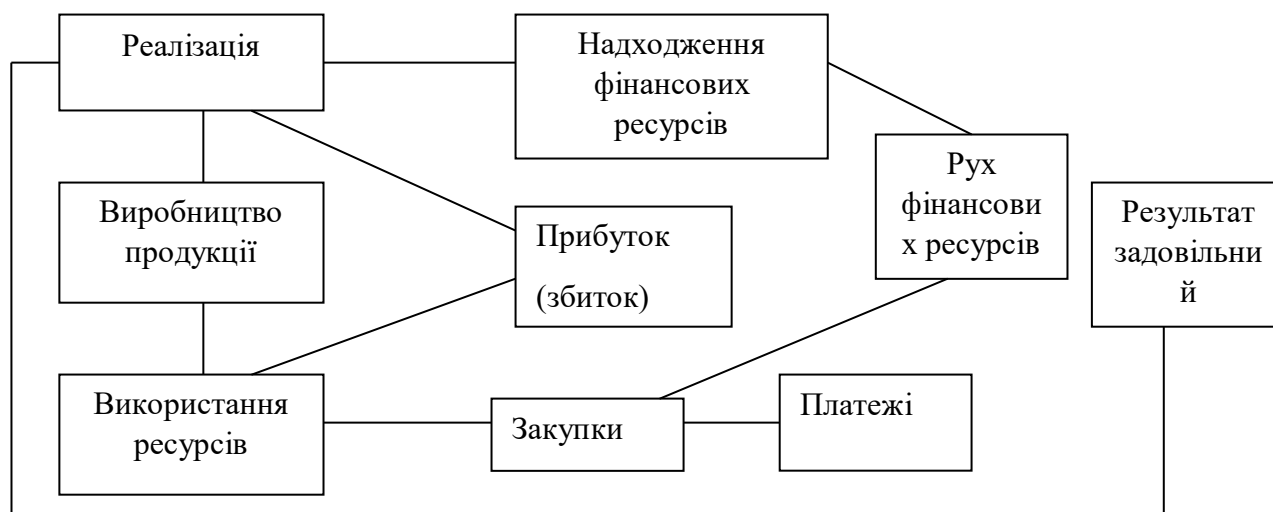 Реалізація
Надходження
фінансових
ресурсів
Рух
фінансови
х ресурсів
Результат
задовільни
й
Виробництво
продукції
Прибуток
(збиток)
Використання
ресурсів
Закупки
Платежі